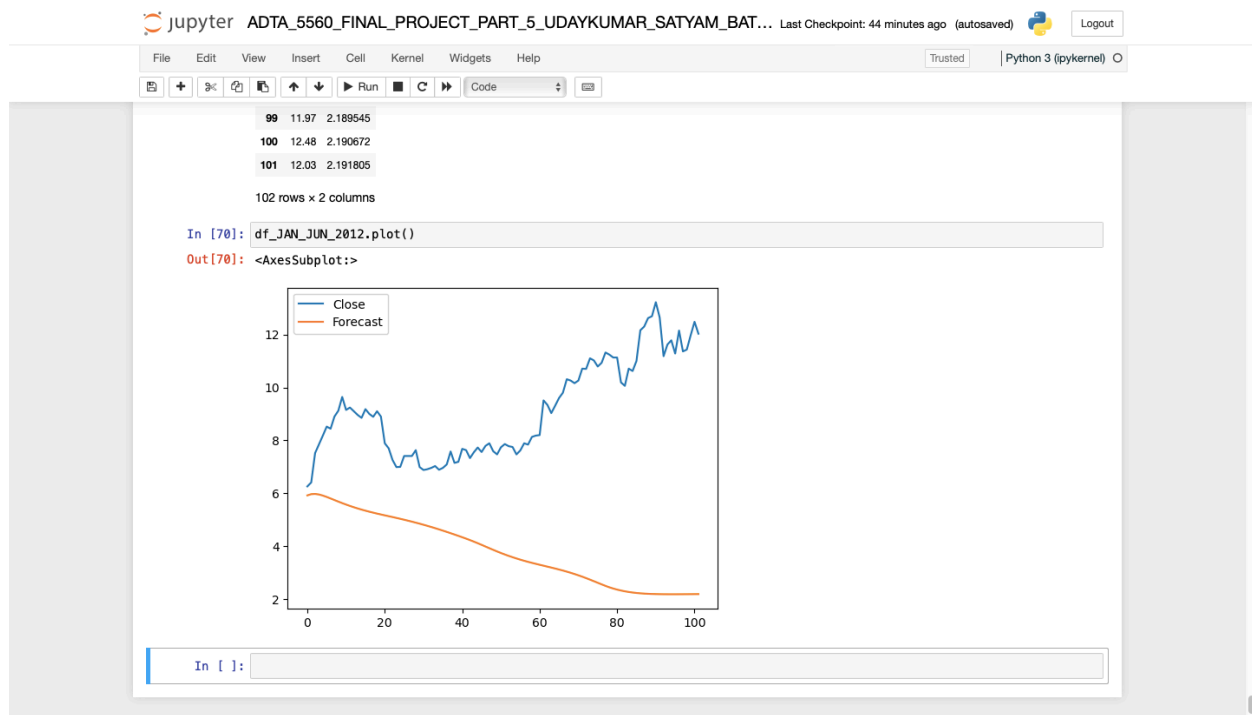 jupyter ADTA_5560_FINAL_PROJECT_PART_5_UDAYKUMAR_SATYAM_BAT... Last Checkpoint: 44 minutes ago (autosaved) Logout
File Edit View Insert Cell Kernel Widgets Help Trusted Python 3 (ipykernel)
Run Code
99 11.97 2.189545
100 12.48 2.190672
101 12.03 2.191805
102 rows × 2 columns
In [70]: df_JAN_JUN_2012.plot()
Out[70]: <AxesSubplot:>
Close
Forecast
12
10
8
6
4
2
0 20 40 60 80 100
In [ ]: